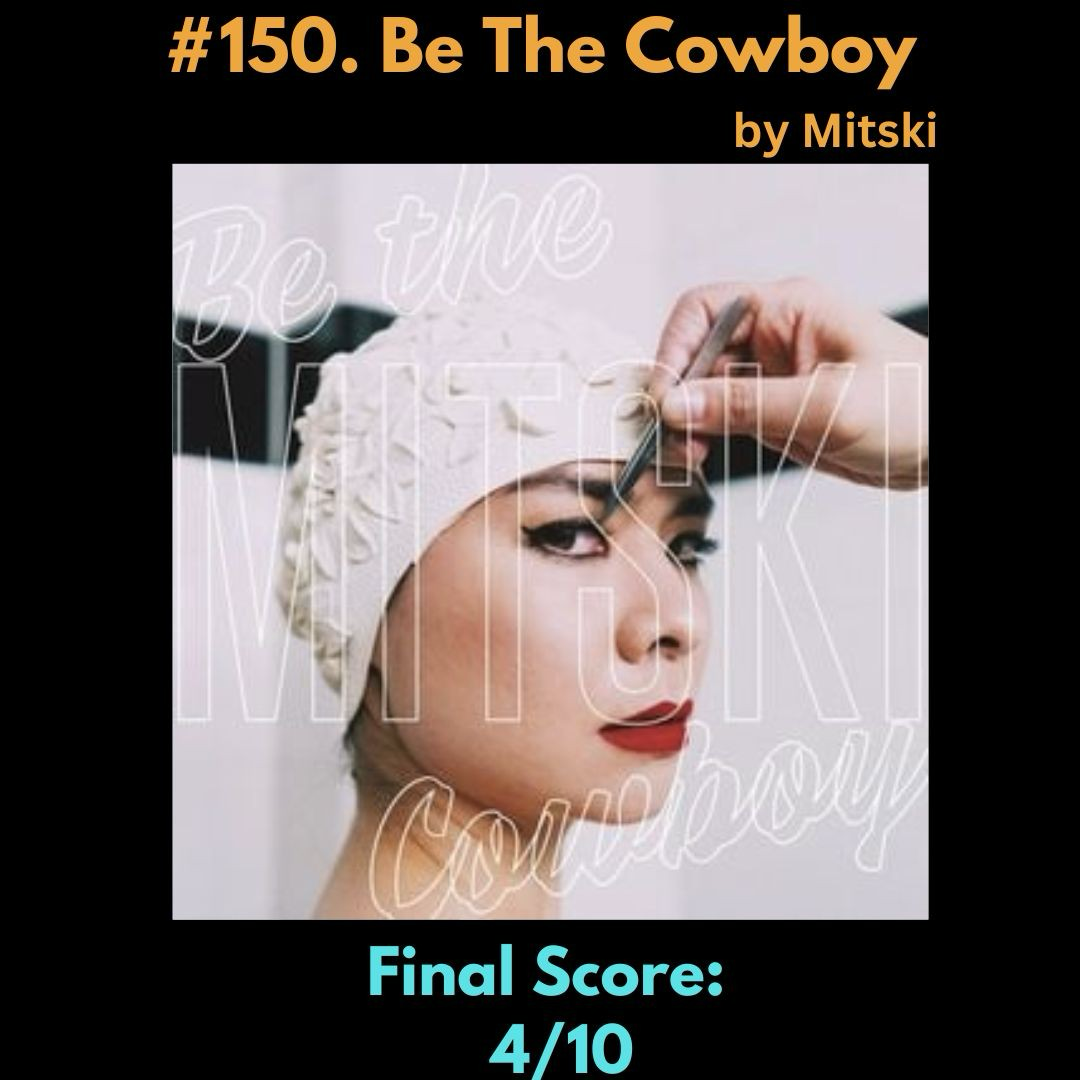 #150. Be The Cowboy
by Mitski
Be the
MITSKI
Cowboy
Final Score:
4/10